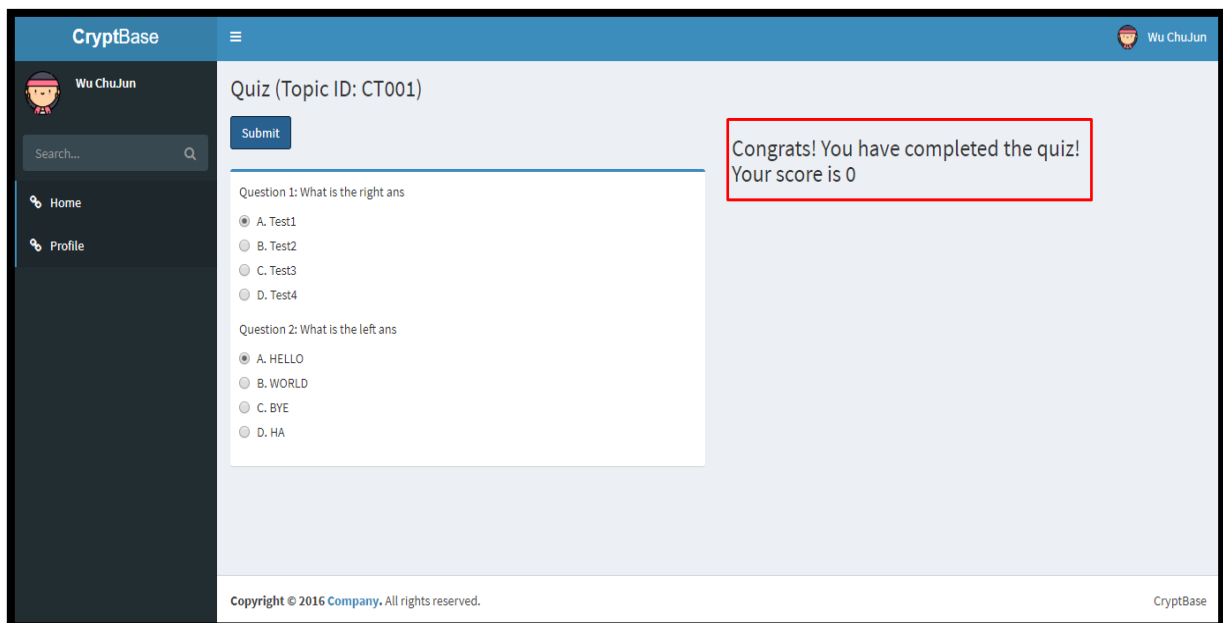 CryptBase
Wu ChuJun
Wu ChuJun
Search...
Home
Profile
Quiz (Topic ID: CT001)
Submit
Question 1: What is the right ans
A. Test1
B. Test2
C. Test3
D. Test4
Question 2: What is the left ans
A. HELLO
B. WORLD
C. BYE
D. HA
Congrats! You have completed the quiz!
Your score is 0
Copyright © 2016 Company. All rights reserved.
CryptBase